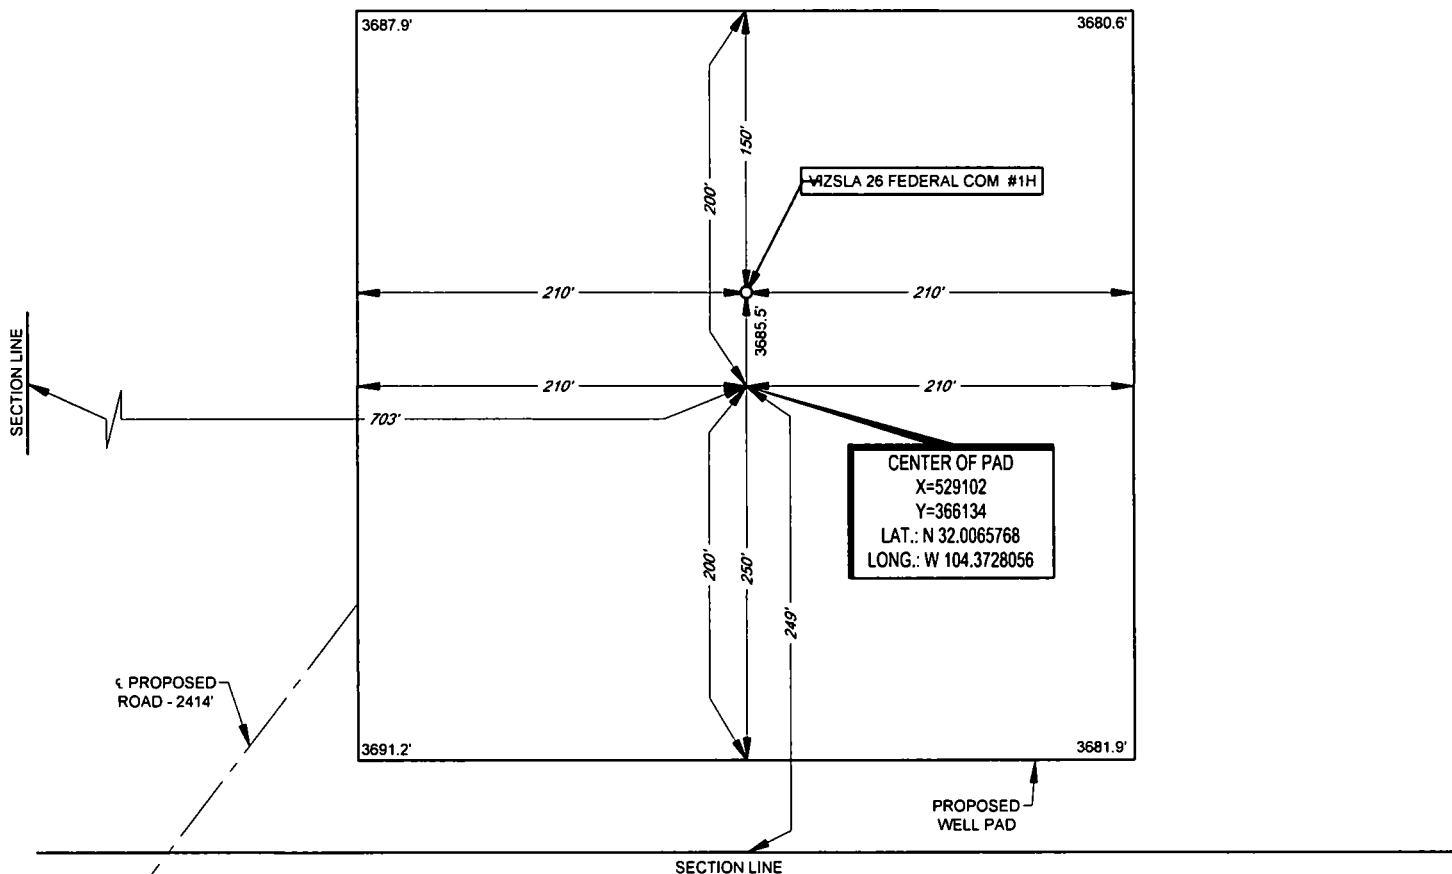 3687.9'
3680.6'
150'
200'
VIZSLA 26 FEDERAL COM #1H
210'
210'
3685.5'
SECTION LINE
210'
210'
703'
CENTER OF PAD
X=529102
Y=366134
LAT.: N 32.0065768
LONG.: W 104.3728056
200'
250'
249'
℄ PROPOSED
ROAD - 2414'
3691.2'
3681.9'
PROPOSED
WELL PAD
SECTION LINE